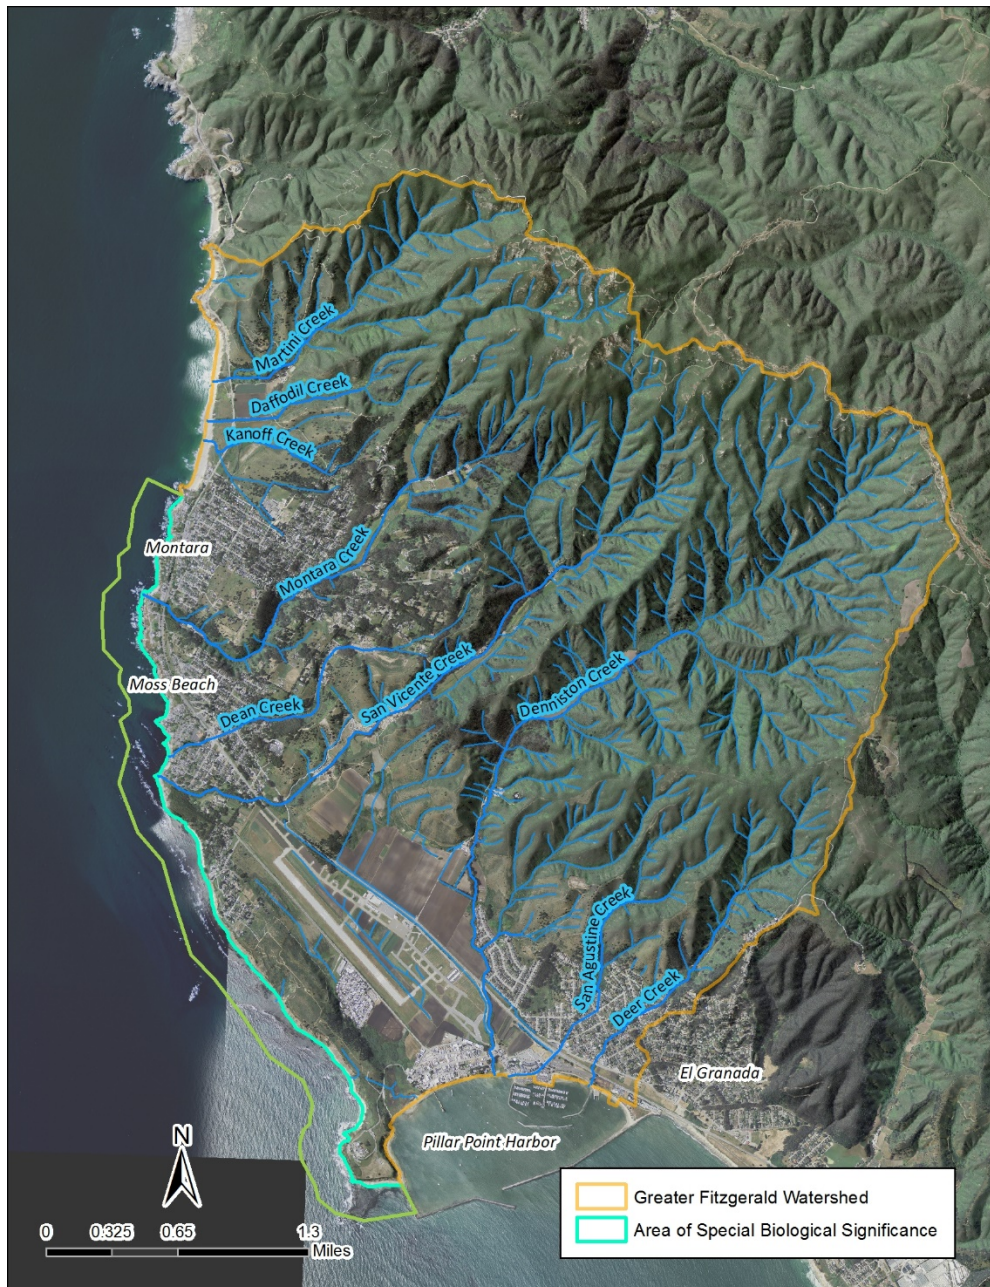 Martini Creek
Daffodil Creek
Kanoff Creek
Montara
Montara Creek
Moss Beach
Dean Creek
San Vicente Creek
Denniston Creek
San Agustine Creek
Deer Creek
El Granada
Pillar Point Harbor
N
0 0.325 0.65 1.3
Miles
Greater Fitzgerald Watershed
Area of Special Biological Significance